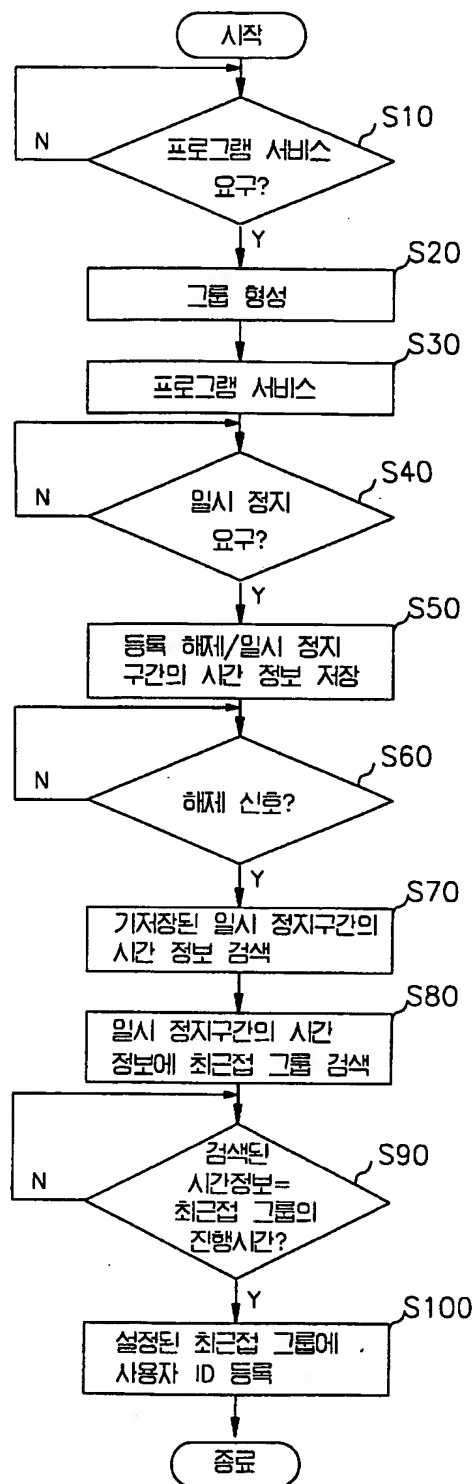 시작
S10
프로그램 서비스
요구?
N
Y
S20
그룹 형성
S30
프로그램 서비스
S40
일시 정지
요구?
N
Y
S50
등록 해제/일시 정지
구간의 시간 정보 저장
S60
해제 신호?
N
Y
S70
기저장된 일시 정지구간의
시간 정보 검색
S80
일시 정지구간의 시간
정보에 최근접 그룹 검색
S90
검색된
시간정보=
최근접 그룹의
진행시간?
N
Y
S100
설정된 최근접 그룹에
사용자 ID 등록
종료